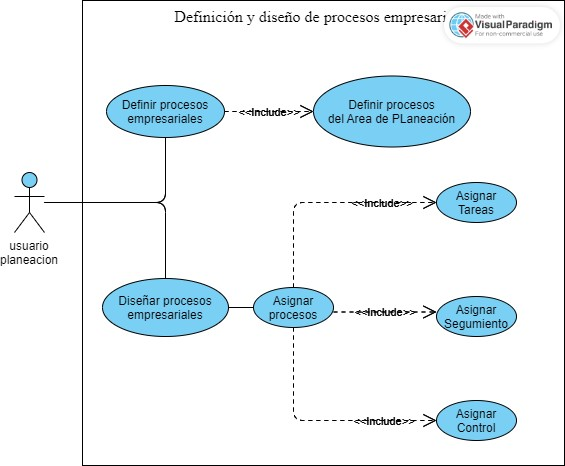 Definición y diseño de procesos empresari
Made with
Visual Paradigm
For non-commercial use
Definir procesos
empresariales
<<Include>>
Definir procesos
del Area de PLaneación
usuario
planeacion
<<Include>>
Asignar
Tareas
Diseñar procesos
empresariales
Asignar
procesos
<<Include>>
Asignar
Segumiento
<<Include>>
Asignar
Control